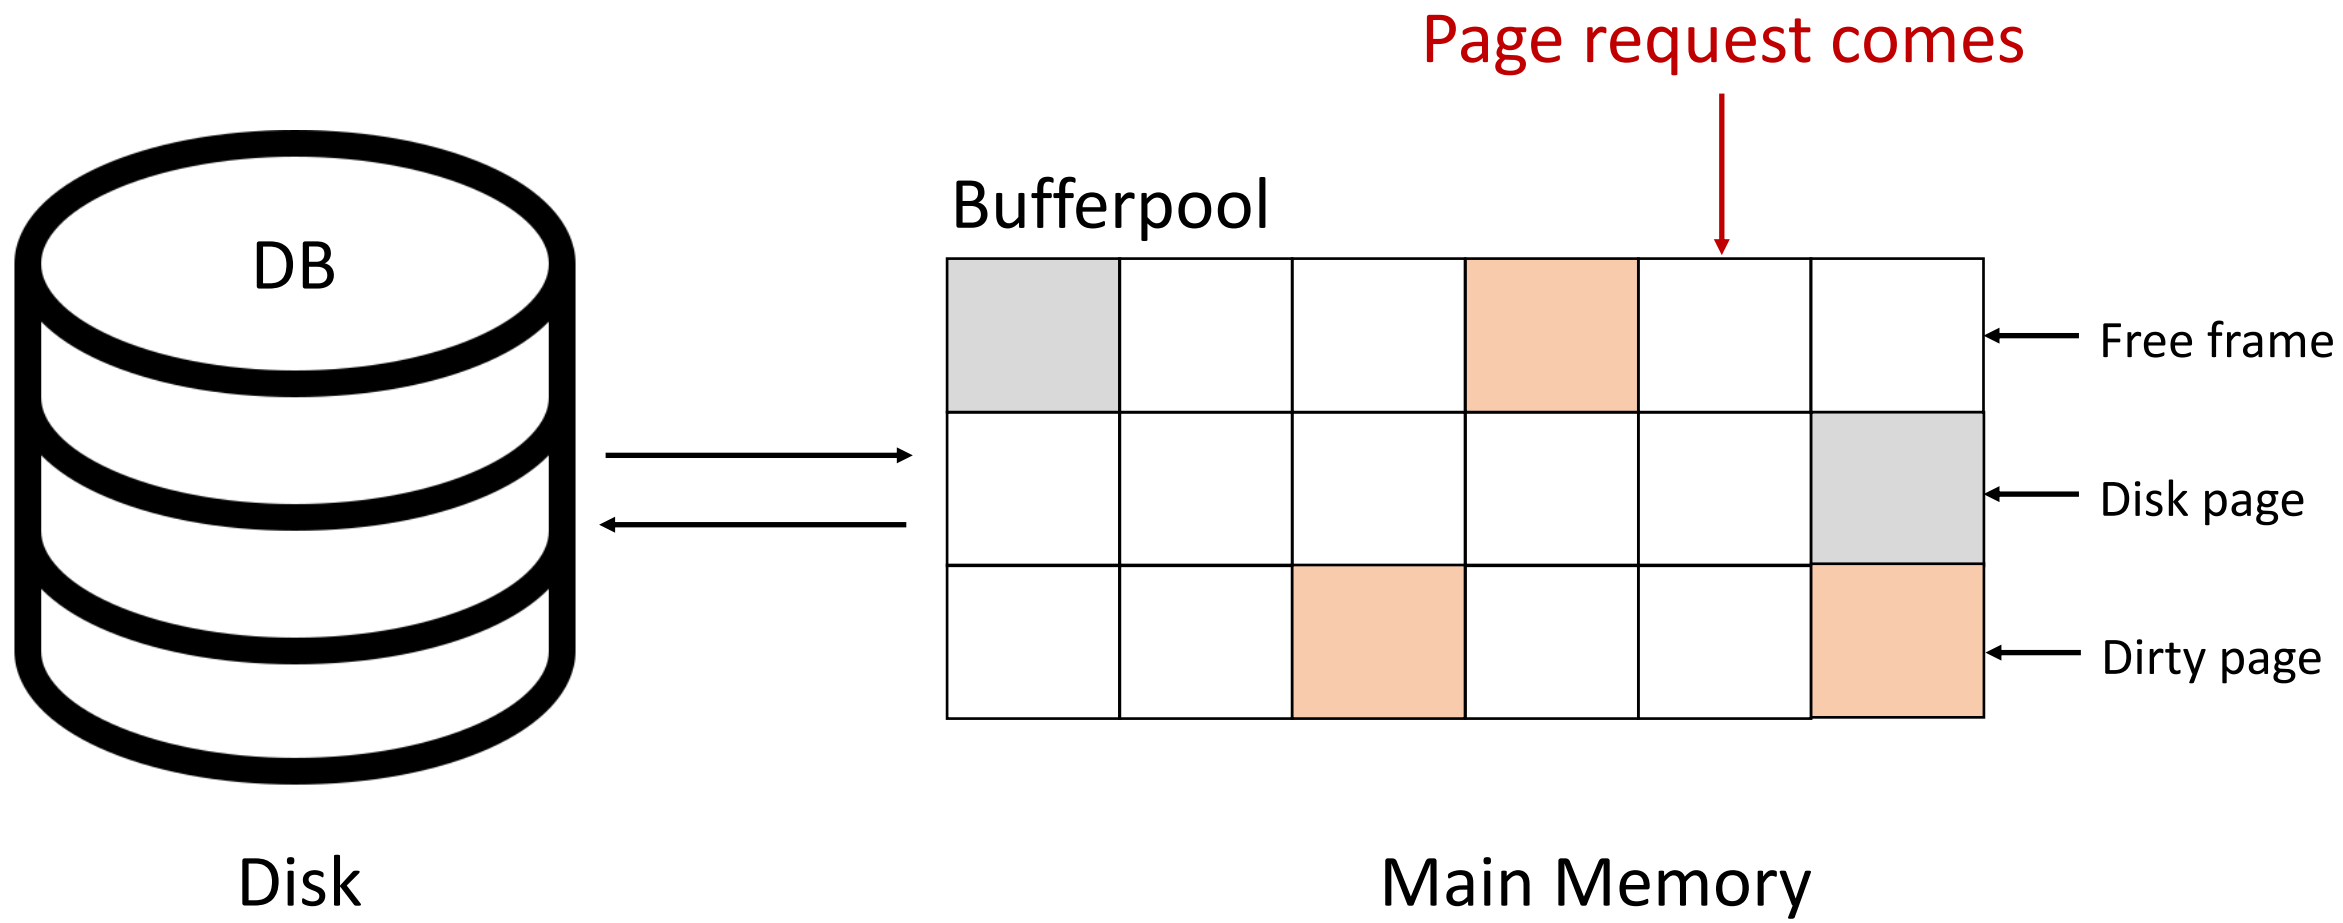 Page request comes
Bufferpool
DB
Free frame
Disk page
Dirty page
Disk
Main Memory